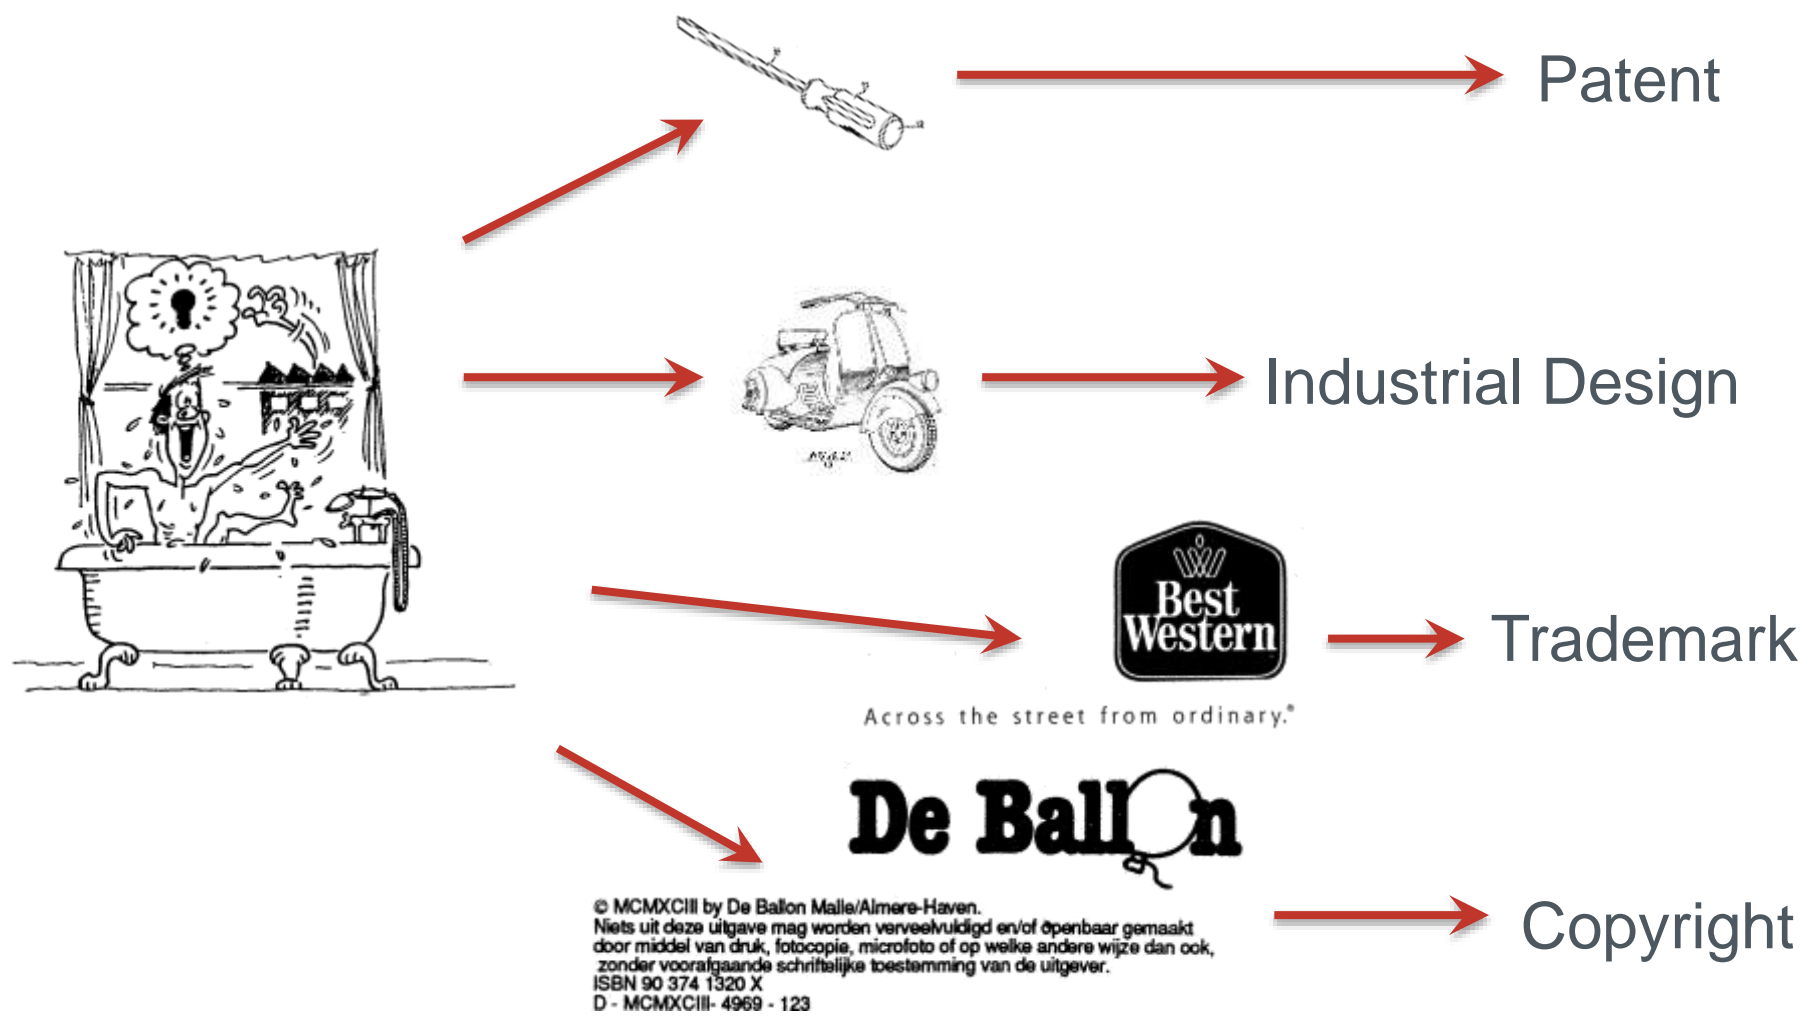 Patent
Industrial Design
Fig.2.
Best
Western
Trademark
Across the street from ordinary.®
De Ballon
© MCMXCIII by De Ballon Malle/Almere-Haven.
Niets uit deze uitgave mag worden verveelvuldigd en/of openbaar gemaakt
door middel van druk, fotocopie, microfoto of op welke andere wijze dan ook,
zonder voorafgaande schriftelijke toestemming van de uitgever.
ISBN 90 374 1320 X
D - MCMXCIII- 4969 - 123
Copyright